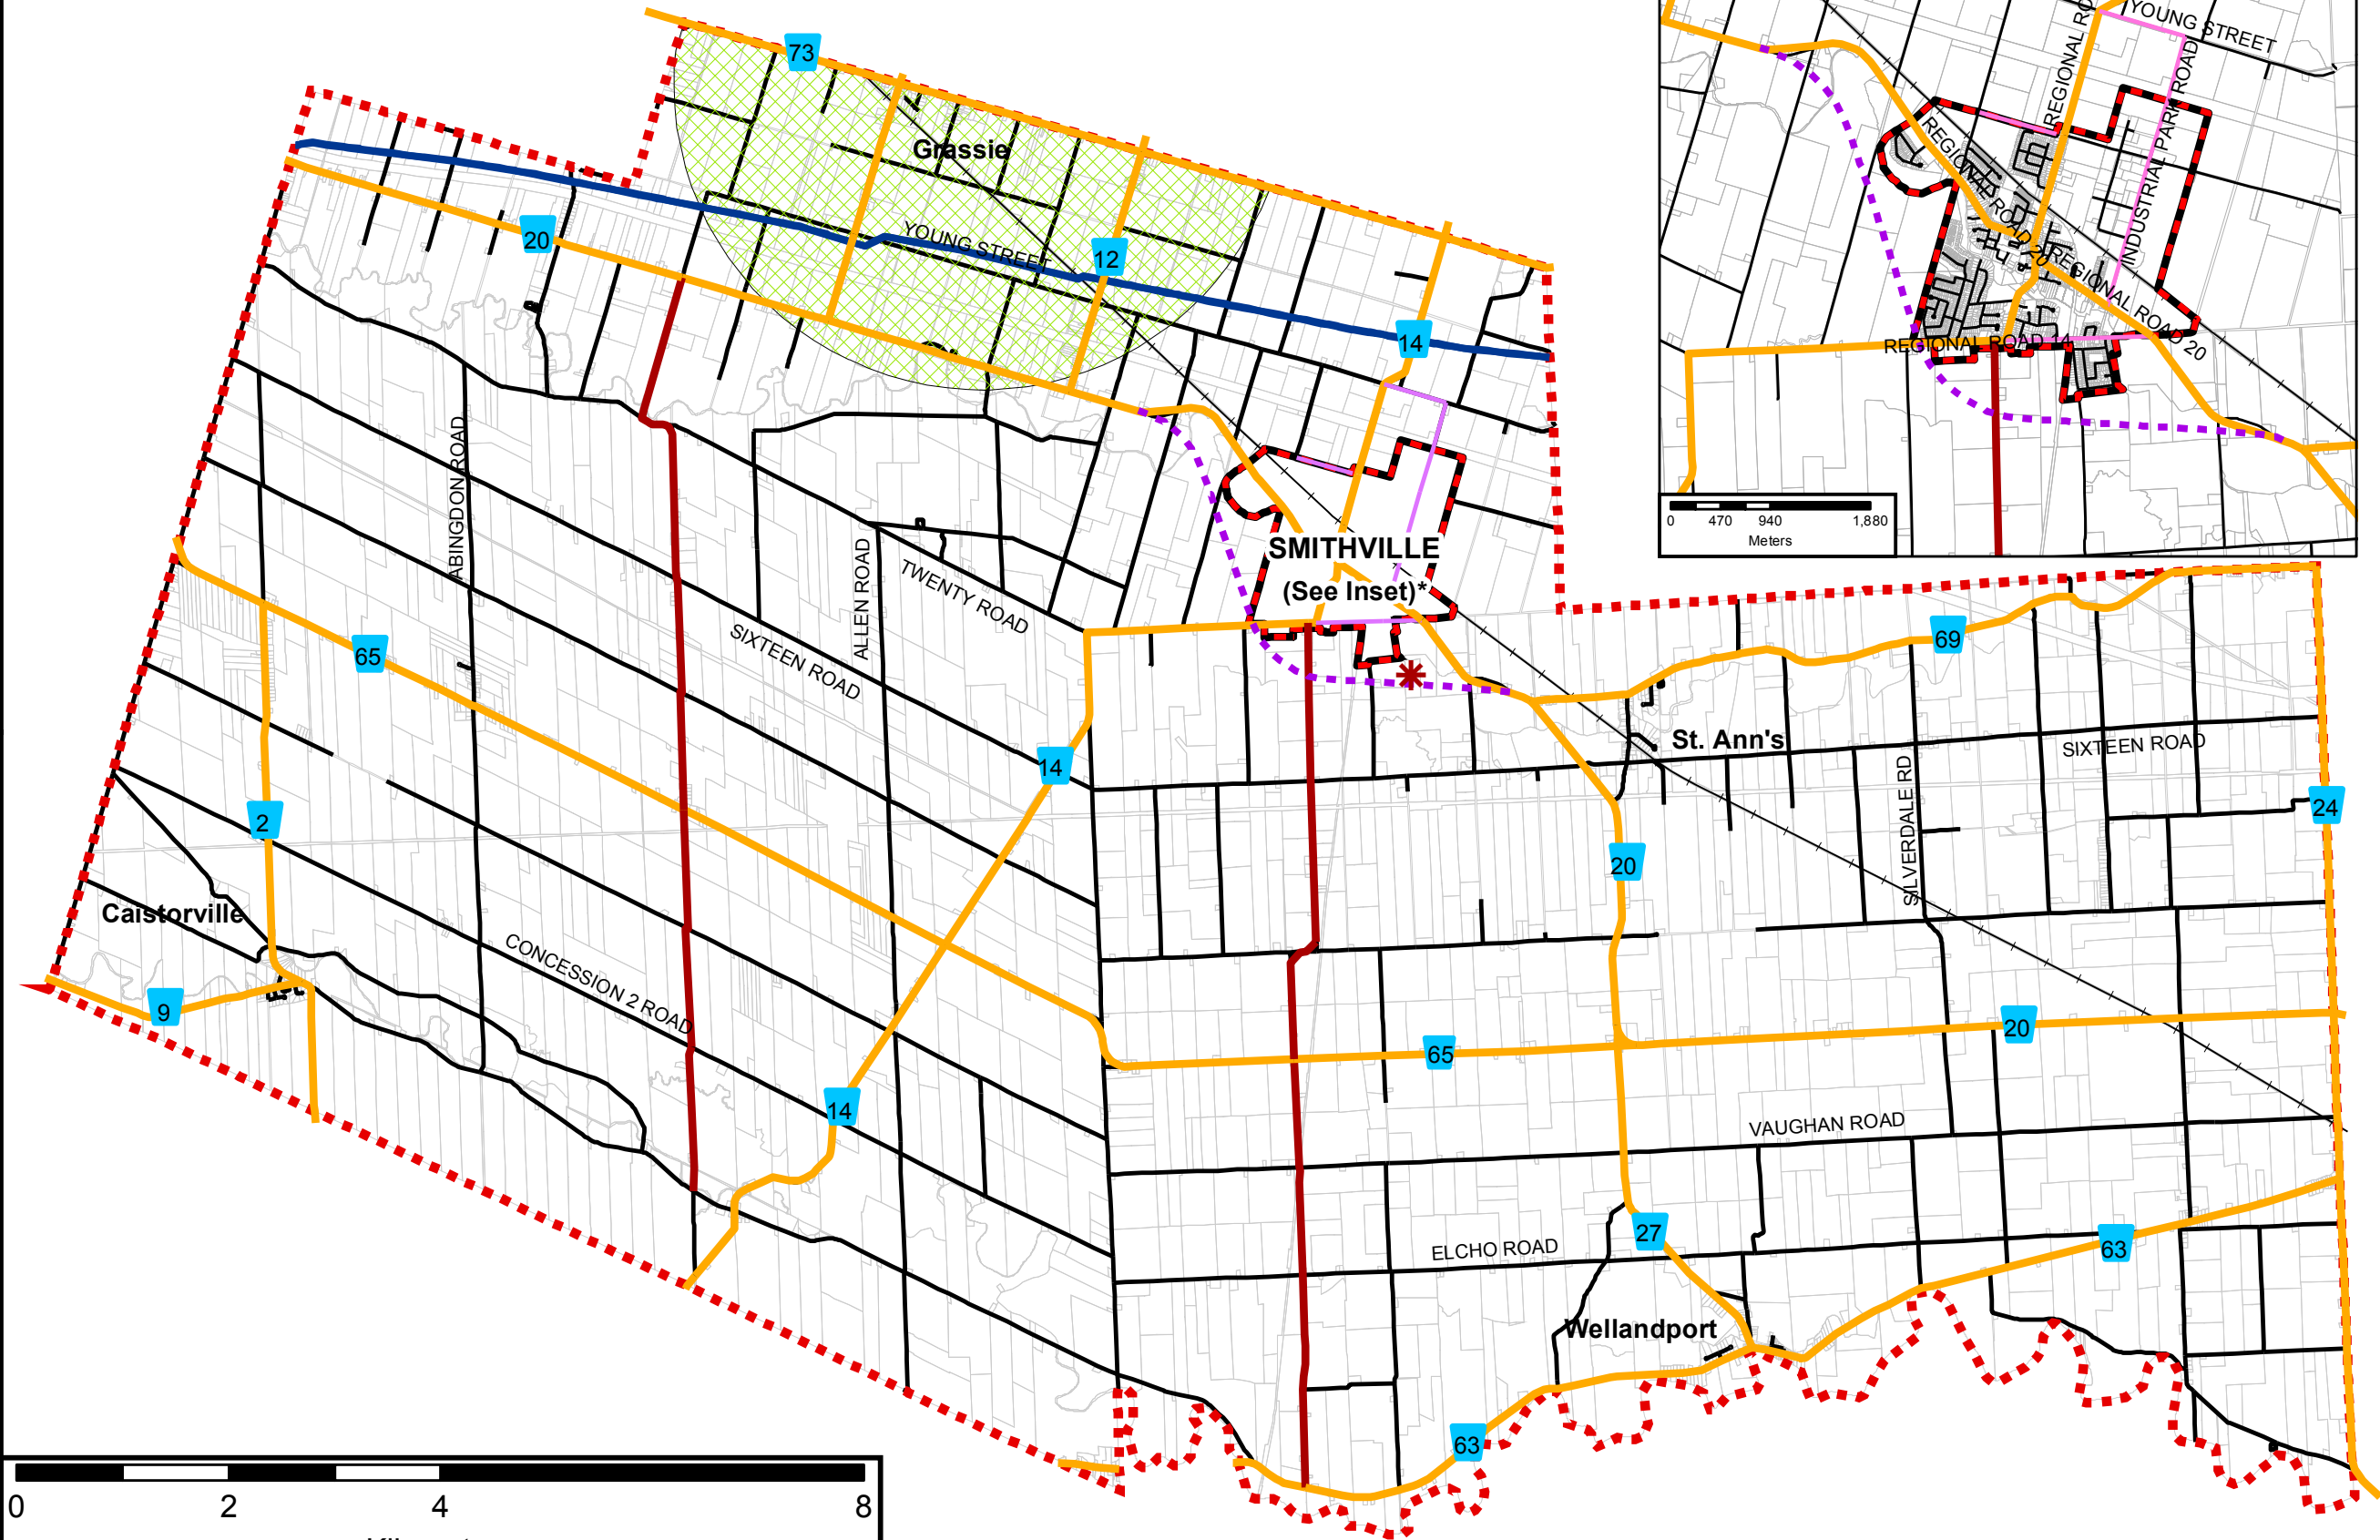 73
Grassie
20
YOUNG STREET
12
14
YOUNG STREET
INDUSTRIAL PARK ROAD
REGIONAL ROAD 20
REGIONAL ROAD 20
REGIONAL ROAD 14
0 470 940 1,880
Meters
ABINGDON ROAD
ALLEN ROAD
TWENTY ROAD
SIXTEEN ROAD
SMITHVILLE
(See Inset)*
65
69
14
St. Ann's
SIXTEEN ROAD
SILVERDALE RD
24
2
20
Caistorville
CONCESSION 2 ROAD
9
65
20
14
VAUGHAN ROAD
27
ELCHO ROAD
63
Wellandport
63
0 2 4 8